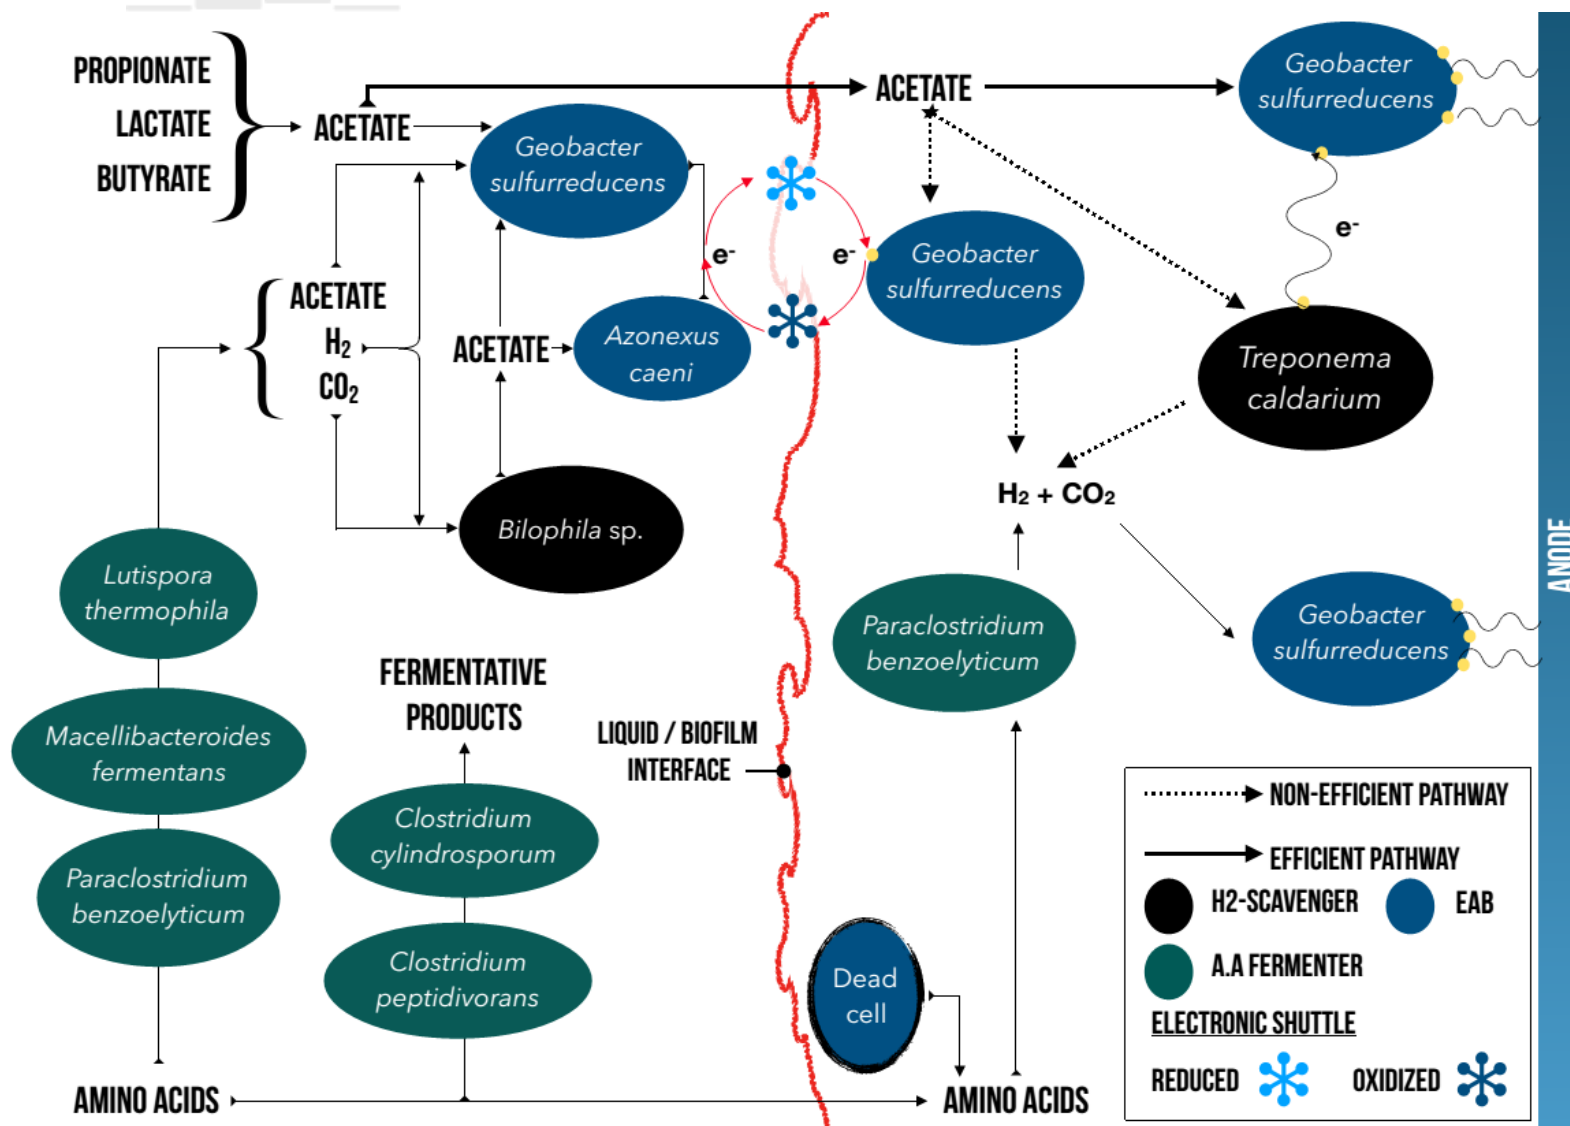 PROPIONATE
LACTATE
BUTYRATE
ACETATE
Geobacter
sulfurreducens
ACETATE
Geobacter
sulfurreducens
e-
e-
e-
Geobacter
sulfurreducens
ACETATE
H2
CO2
ACETATE
Azonexus
caeni
Treponema
caldarium
Bilophila sp.
H2 + CO2
Lutispora
thermophila
Macellibacteroides
fermentans
Paraclostridium
benzoelyticum
AMINO ACIDS
FERMENTATIVE
PRODUCTS
Clostridium
cylindrosporum
Clostridium
peptidivorans
LIQUID / BIOFILM
INTERFACE
Paraclostridium
benzoelyticum
Geobacter
sulfurreducens
Dead
cell
AMINO ACIDS
ANODE
NON-EFFICIENT PATHWAY
EFFICIENT PATHWAY
H2-SCAVENGER
EAB
A.A FERMENTER
ELECTRONIC SHUTTLE
REDUCED
OXIDIZED